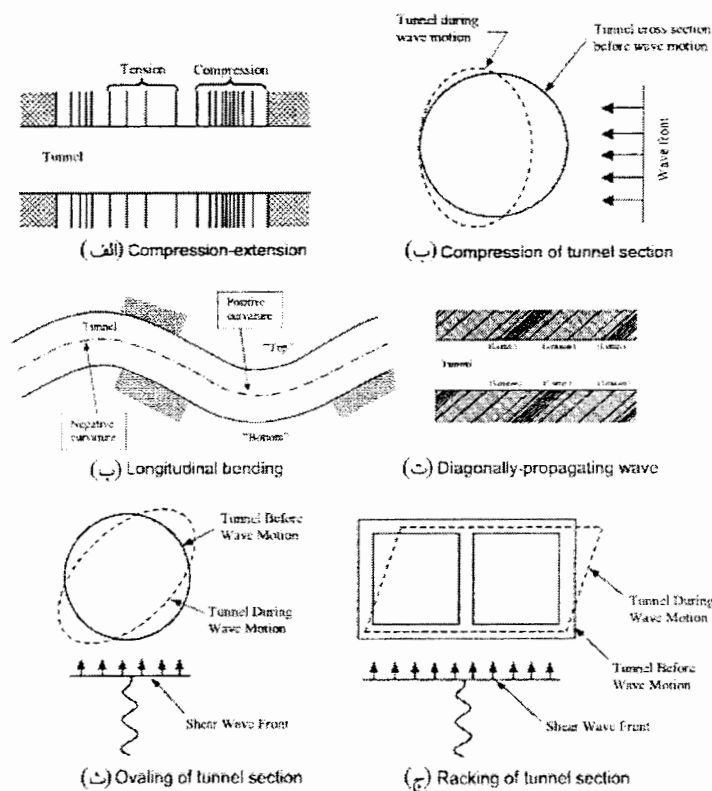 Tunnel during
wave motion
Tunnel cross section
before wave motion
Tension
Compression
Tunnel
Wave front
(الف) Compression-extension
(ب) Compression of tunnel section
Positive
curvature
Tunnel
"Top"
Negative
curvature
"Bottom"
Tunnel
(ب) Longitudinal bending
(ت) Diagonally-propagating wave
Tunnel Before
Wave Motion
Tunnel During
Wave Motion
Shear Wave Front
Tunnel During
Wave Motion
Tunnel Before
Wave Motion
Shear Wave Front
(ث) Ovaling of tunnel section
(ج) Racking of tunnel section